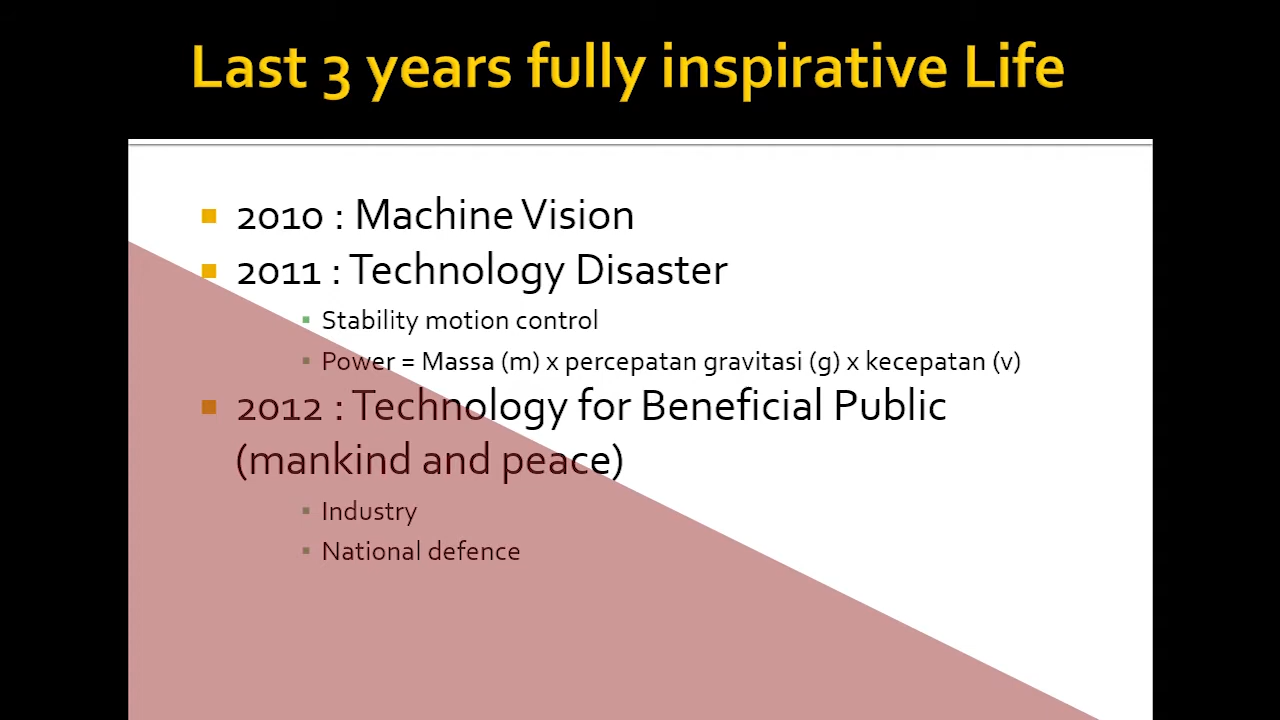 Last 3 years fully inspirative Life
2010 : Machine Vision
2011 : Technology Disaster
Stability motion control
Power = Massa (m) x percepatan gravitasi (g) x kecepatan (v)
2012 : Technology for Beneficial Public
(mankind and peace)
Industry
National defence